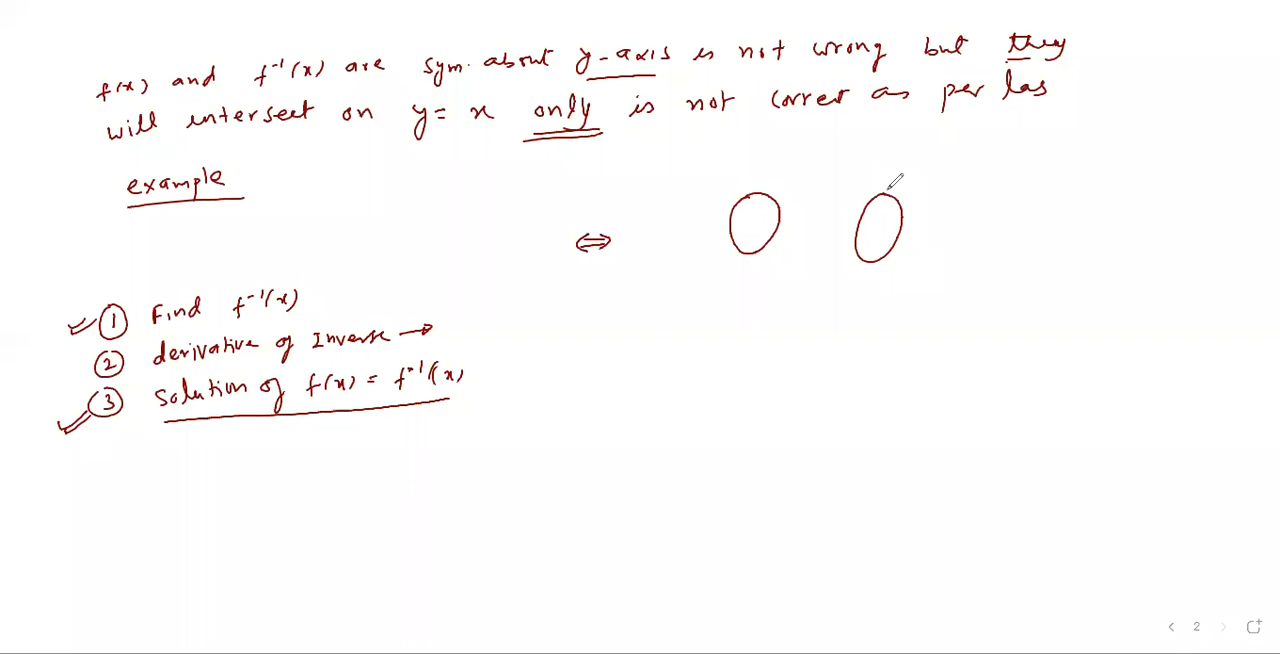 f(x) and f⁻¹(x) are sym. about y-axis is not wrong but they
will intersect on y = x only is not correr as per las
example
⇔
① Find f⁻¹(x)
② derivative of Inverse →
③ Solution of f(x) = f⁻¹(x)
2